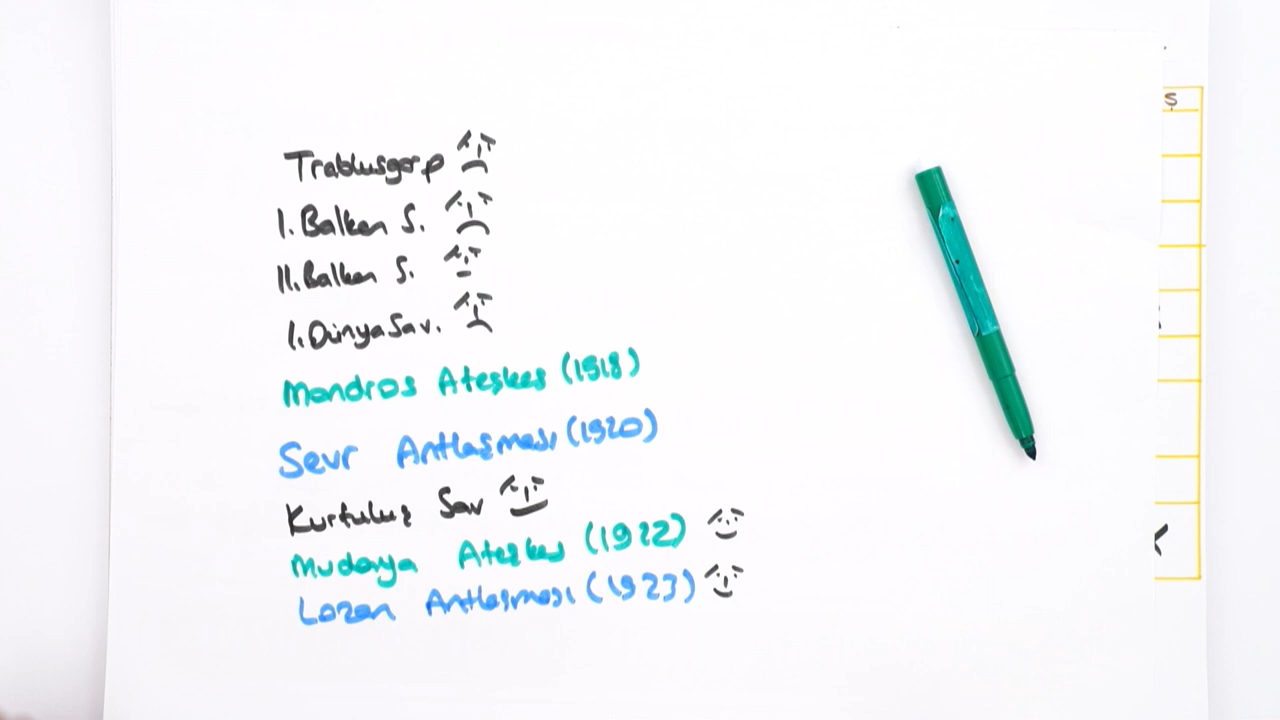 Trablusgarp
I. Balkan S.
II. Balkan S.
I. Dünya Sav.
Mondros Ateşkes (1918)
Sevr Antlaşması (1920)
Kurtuluş Sav
Mudanya Ateşkes (1922)
Lozan Antlaşması (1923)
ş